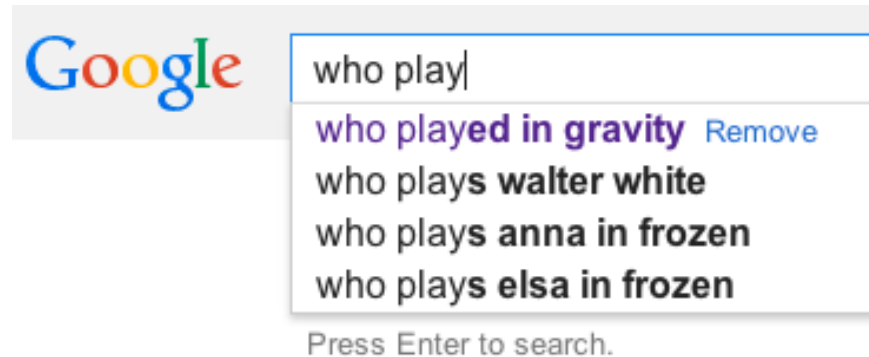 Google
who play
who played in gravity Remove
who plays walter white
who plays anna in frozen
who plays elsa in frozen
Press Enter to search.